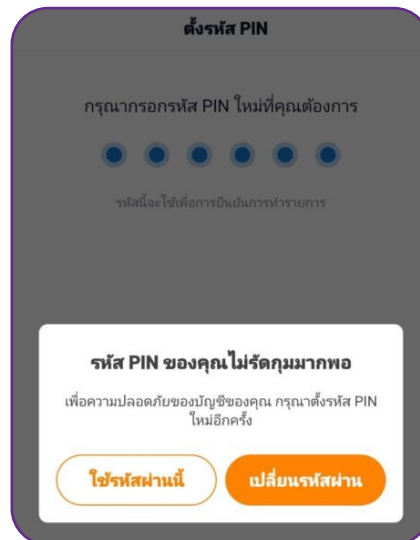 ตั้งรหัส PIN
กรุณากรอกรหัส PIN ใหม่ที่คุณต้องการ
รหัสนี้จะใช้เพื่อการยืนยันการทำรายการ
รหัส PIN ของคุณไม่รัดกุมมากพอ
เพื่อความปลอดภัยของบัญชีของคุณ กรุณาตั้งรหัส PIN
ใหม่อีกครั้ง
ใช้รหัสผ่านนี้
เปลี่ยนรหัสผ่าน